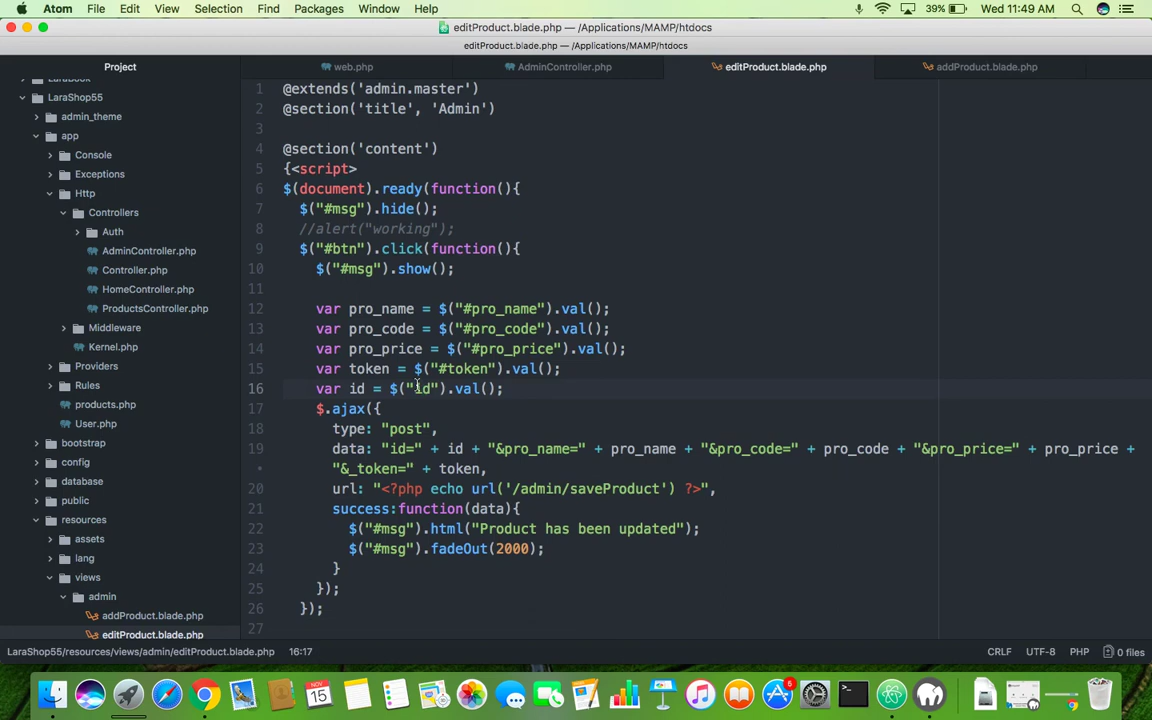 Atom File Edit View Selection Find Packages Window Help 39% Wed 11:49 AM
editProduct.blade.php — /Applications/MAMP/htdocs
editProduct.blade.php — /Applications/MAMP/htdocs
Project web.php AdminController.php editProduct.blade.php addProduct.blade.php
LaraBook
LaraShop55
admin_theme
app
Console
Exceptions
Http
Controllers
Auth
AdminController.php
Controller.php
HomeController.php
ProductsController.php
Middleware
Kernel.php
Providers
Rules
products.php
User.php
bootstrap
config
database
public
resources
assets
lang
views
admin
addProduct.blade.php
editProduct.blade.php
1 @extends('admin.master')
2 @section('title', 'Admin')
3
4 @section('content')
5 {<script>
6 $(document).ready(function(){
7 $("#msg").hide();
8 //alert("working");
9 $("#btn").click(function(){
10 $("#msg").show();
11
12 var pro_name = $("#pro_name").val();
13 var pro_code = $("#pro_code").val();
14 var pro_price = $("#pro_price").val();
15 var token = $("#token").val();
16 var id = $("id").val();
17 $.ajax({
18 type: "post",
19 data: "id=" + id + "&pro_name=" + pro_name + "&pro_code=" + pro_code + "&pro_price=" + pro_price +
• "&_token=" + token,
20 url: "<?php echo url('/admin/saveProduct') ?>",
21 success:function(data){
22 $("#msg").html("Product has been updated");
23 $("#msg").fadeOut(2000);
24 }
25 });
26 });
27
LaraShop55/resources/views/admin/editProduct.blade.php 16:17 CRLF UTF-8 PHP 0 files
NOV
15
6